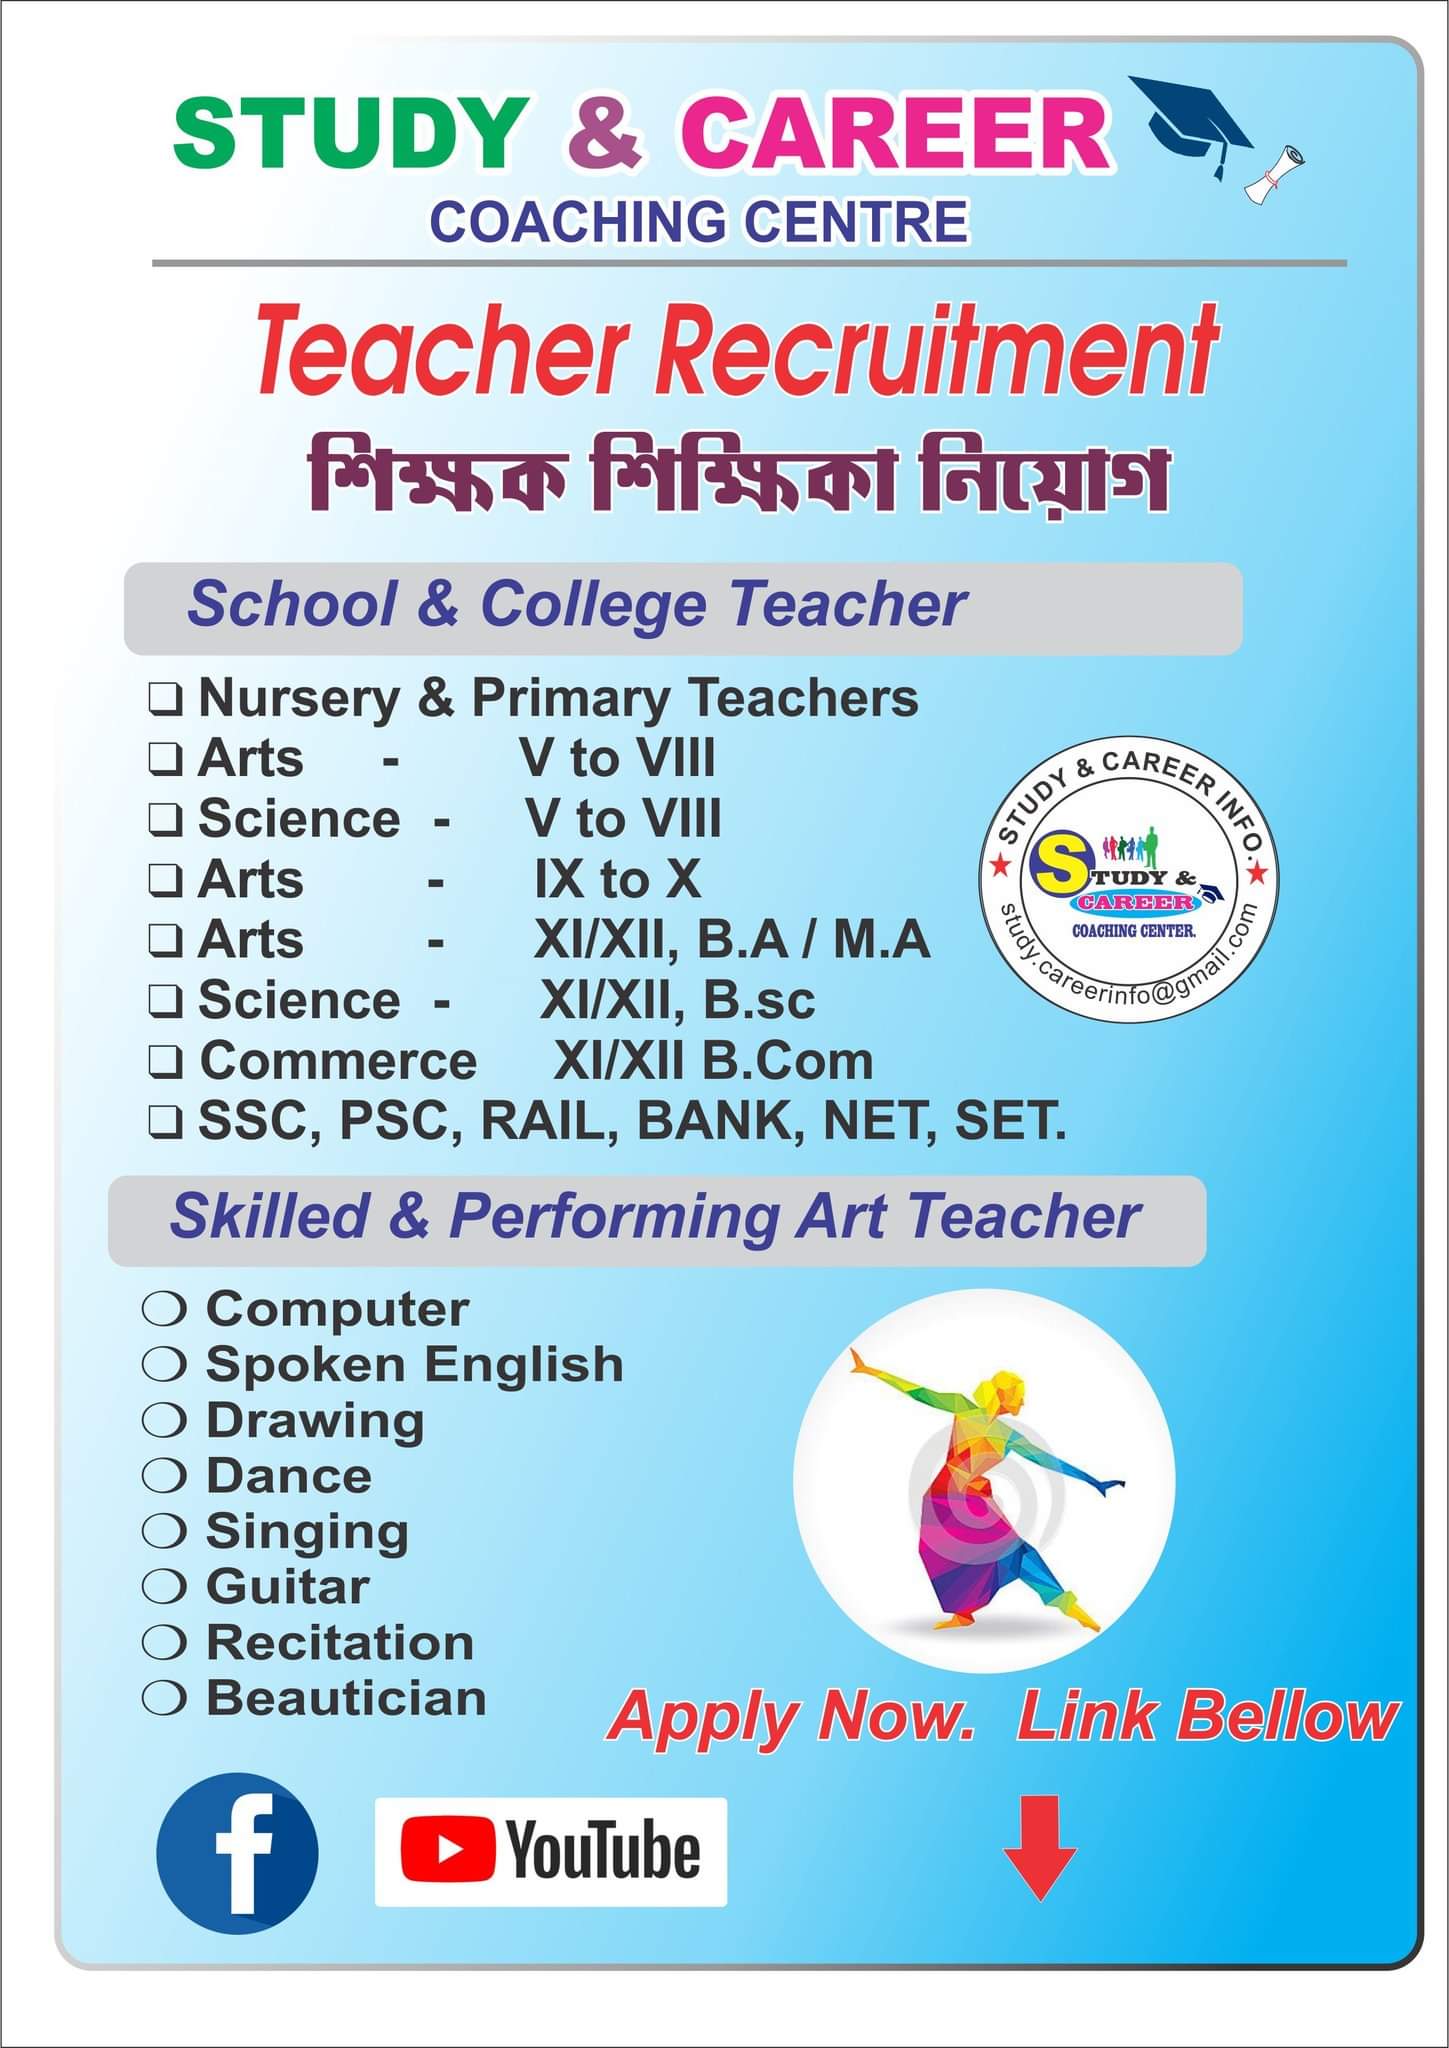 STUDY & CAREER
COACHING CENTRE
Teacher Recruitment
শিক্ষক শিক্ষিকা নিয়োগ
School & College Teacher
❑ Nursery & Primary Teachers
❑ Arts - V to VIII
❑ Science - V to VIII
❑ Arts - IX to X
❑ Arts - XI/XII, B.A / M.A
❑ Science - XI/XII, B.sc
❑ Commerce XI/XII B.Com
❑ SSC, PSC, RAIL, BANK, NET, SET.
STUDY & CAREER INFO.
STUDY &
CAREER
COACHING CENTER.
study.careerinfo@gmail.com
Skilled & Performing Art Teacher
❍ Computer
❍ Spoken English
❍ Drawing
❍ Dance
❍ Singing
❍ Guitar
❍ Recitation
❍ Beautician
Apply Now. Link Bellow
f
YouTube